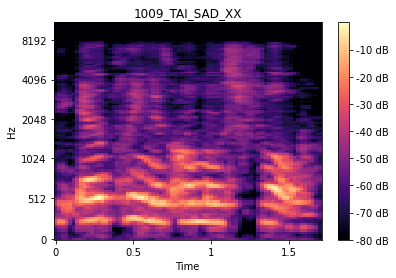 1009_TAI_SAD_XX
8192
4096
2048
1024
512
0
Hz
0
0.5
1
1.5
Time
-10 dB
-20 dB
-30 dB
-40 dB
-50 dB
-60 dB
-70 dB
-80 dB